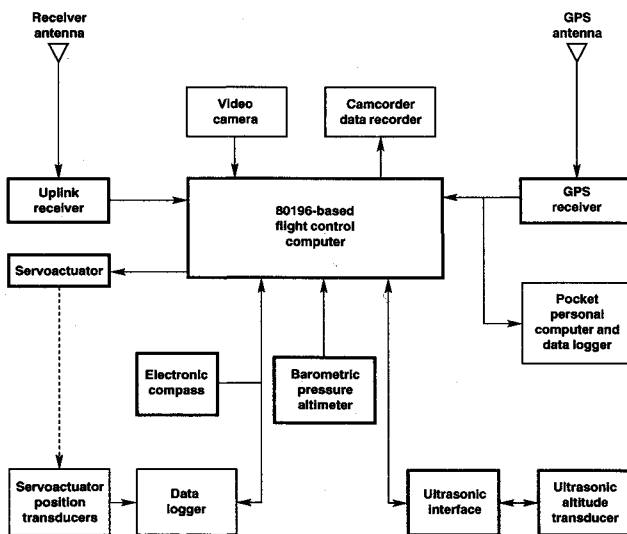 Receiver
antenna
GPS
antenna
Video
camera
Camcorder
data recorder
Uplink
receiver
80196-based
flight control
computer
GPS
receiver
Servoactuator
Pocket
personal
computer and
data logger
Electronic
compass
Barometric
pressure
altimeter
Servoactuator
position
transducers
Data
logger
Ultrasonic
interface
Ultrasonic
altitude
transducer